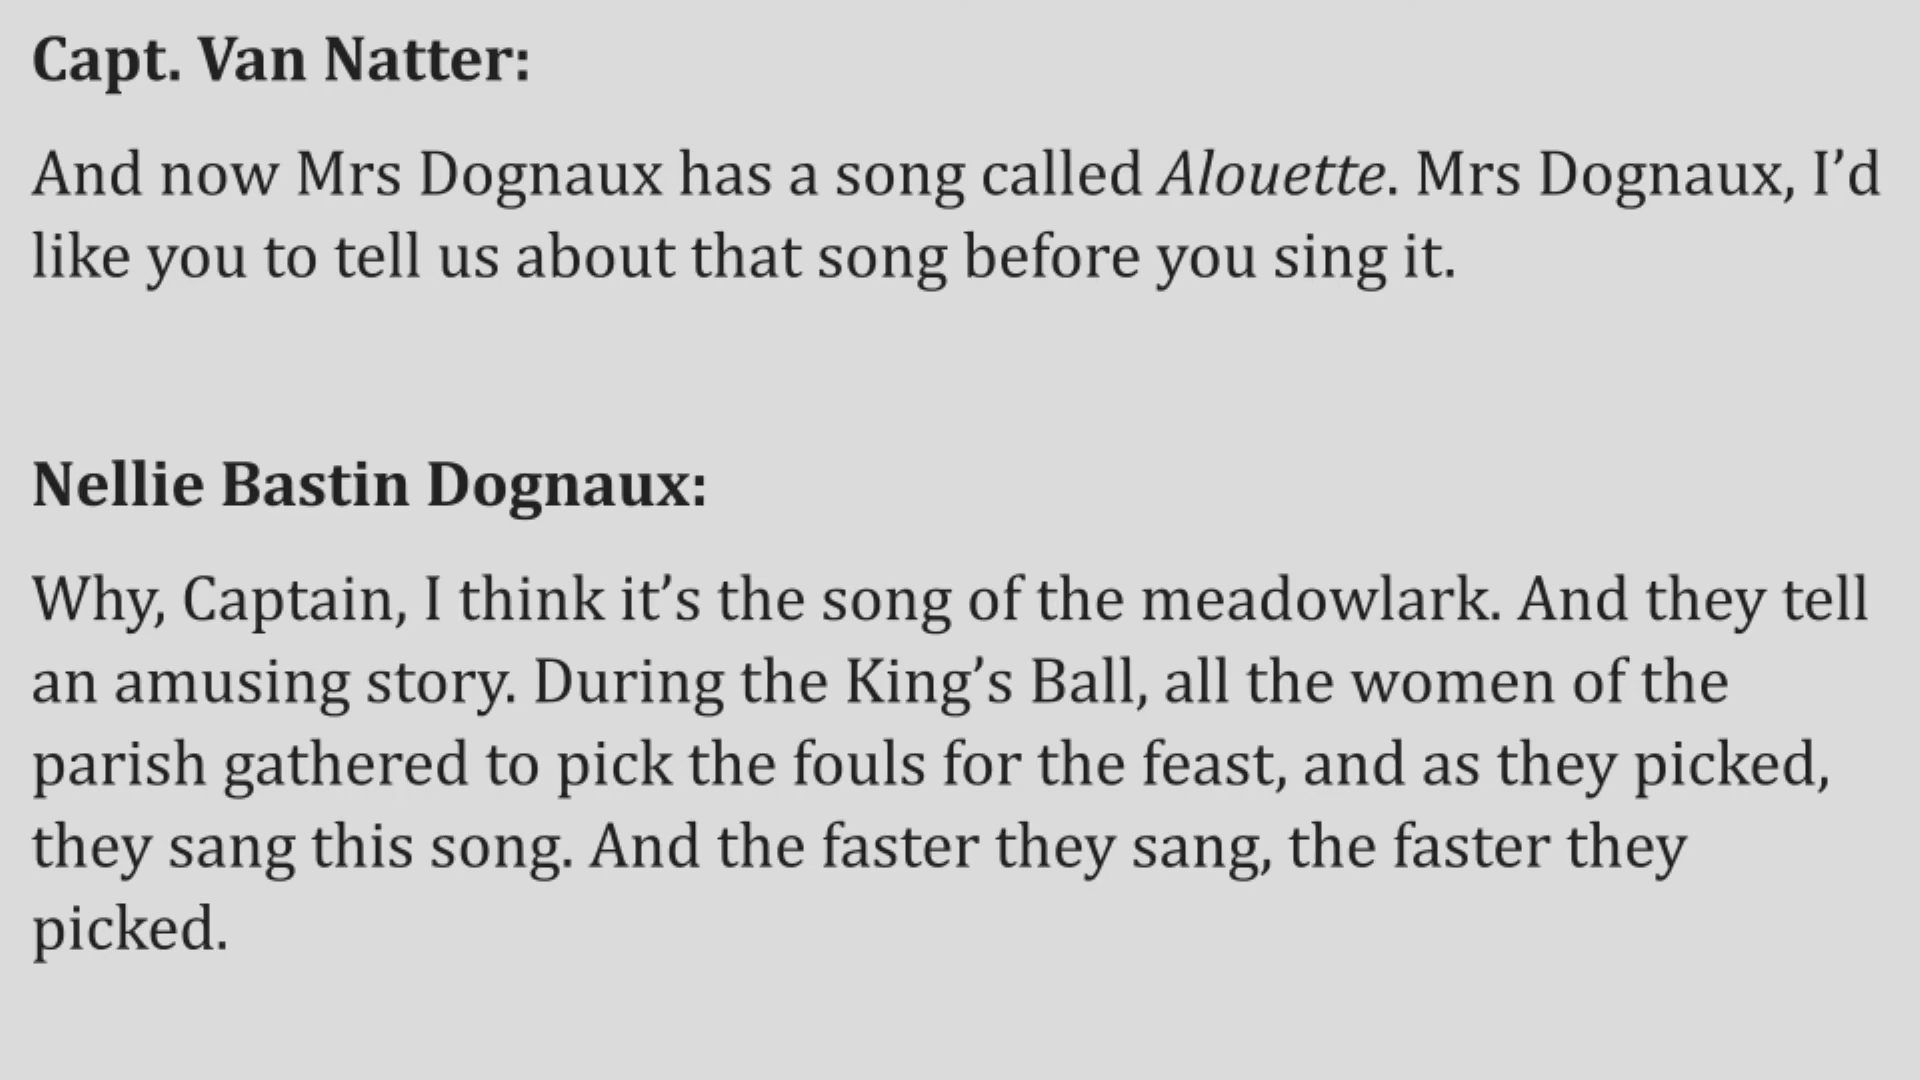 Capt. Van Natter:
And now Mrs Dognaux has a song called Alouette. Mrs Dognaux, I’d
like you to tell us about that song before you sing it.
Nellie Bastin Dognaux:
Why, Captain, I think it’s the song of the meadowlark. And they tell
an amusing story. During the King’s Ball, all the women of the
parish gathered to pick the fouls for the feast, and as they picked,
they sang this song. And the faster they sang, the faster they
picked.